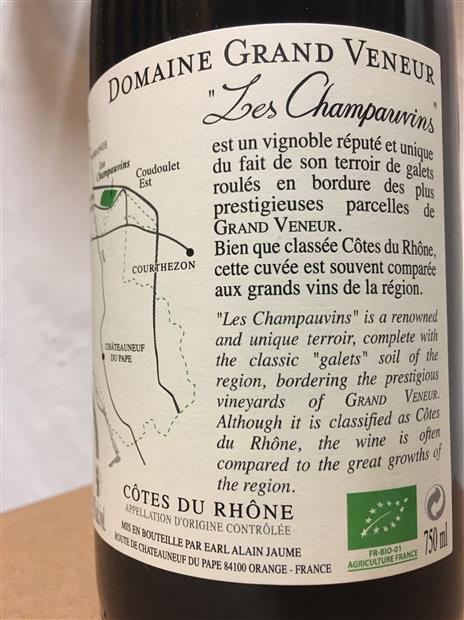 DOMAINE GRAND VENEUR
"Les Champauvins"
est un vignoble réputé et unique
du fait de son terroir de galets
roulés en bordure des plus
prestigieuses parcelles de
GRAND VENEUR.
Bien que classée Côtes du Rhône,
cette cuvée est souvent comparée
aux grands vins de la région.
"Les Champauvins" is a renowned
and unique terroir, complete with
the classic "galets" soil of the
region, bordering the prestigious
vineyards of GRAND VENEUR.
Although it is classified as Côtes
du Rhône, the wine is often
compared to the great growths of
the region.
Les
Champauvins
Coudoulet
Est
COURTHEZON
CHÂTEAUNEUF
DU PAPE
CÔTES DU RHÔNE
APPELLATION D'ORIGINE CONTRÔLÉE
MIS EN BOUTEILLE PAR EARL ALAIN JAUME
ROUTE DE CHATEAUNEUF DU PAPE 84100 ORANGE - FRANCE
FR-BIO-01
AGRICULTURE FRANCE
750 ml